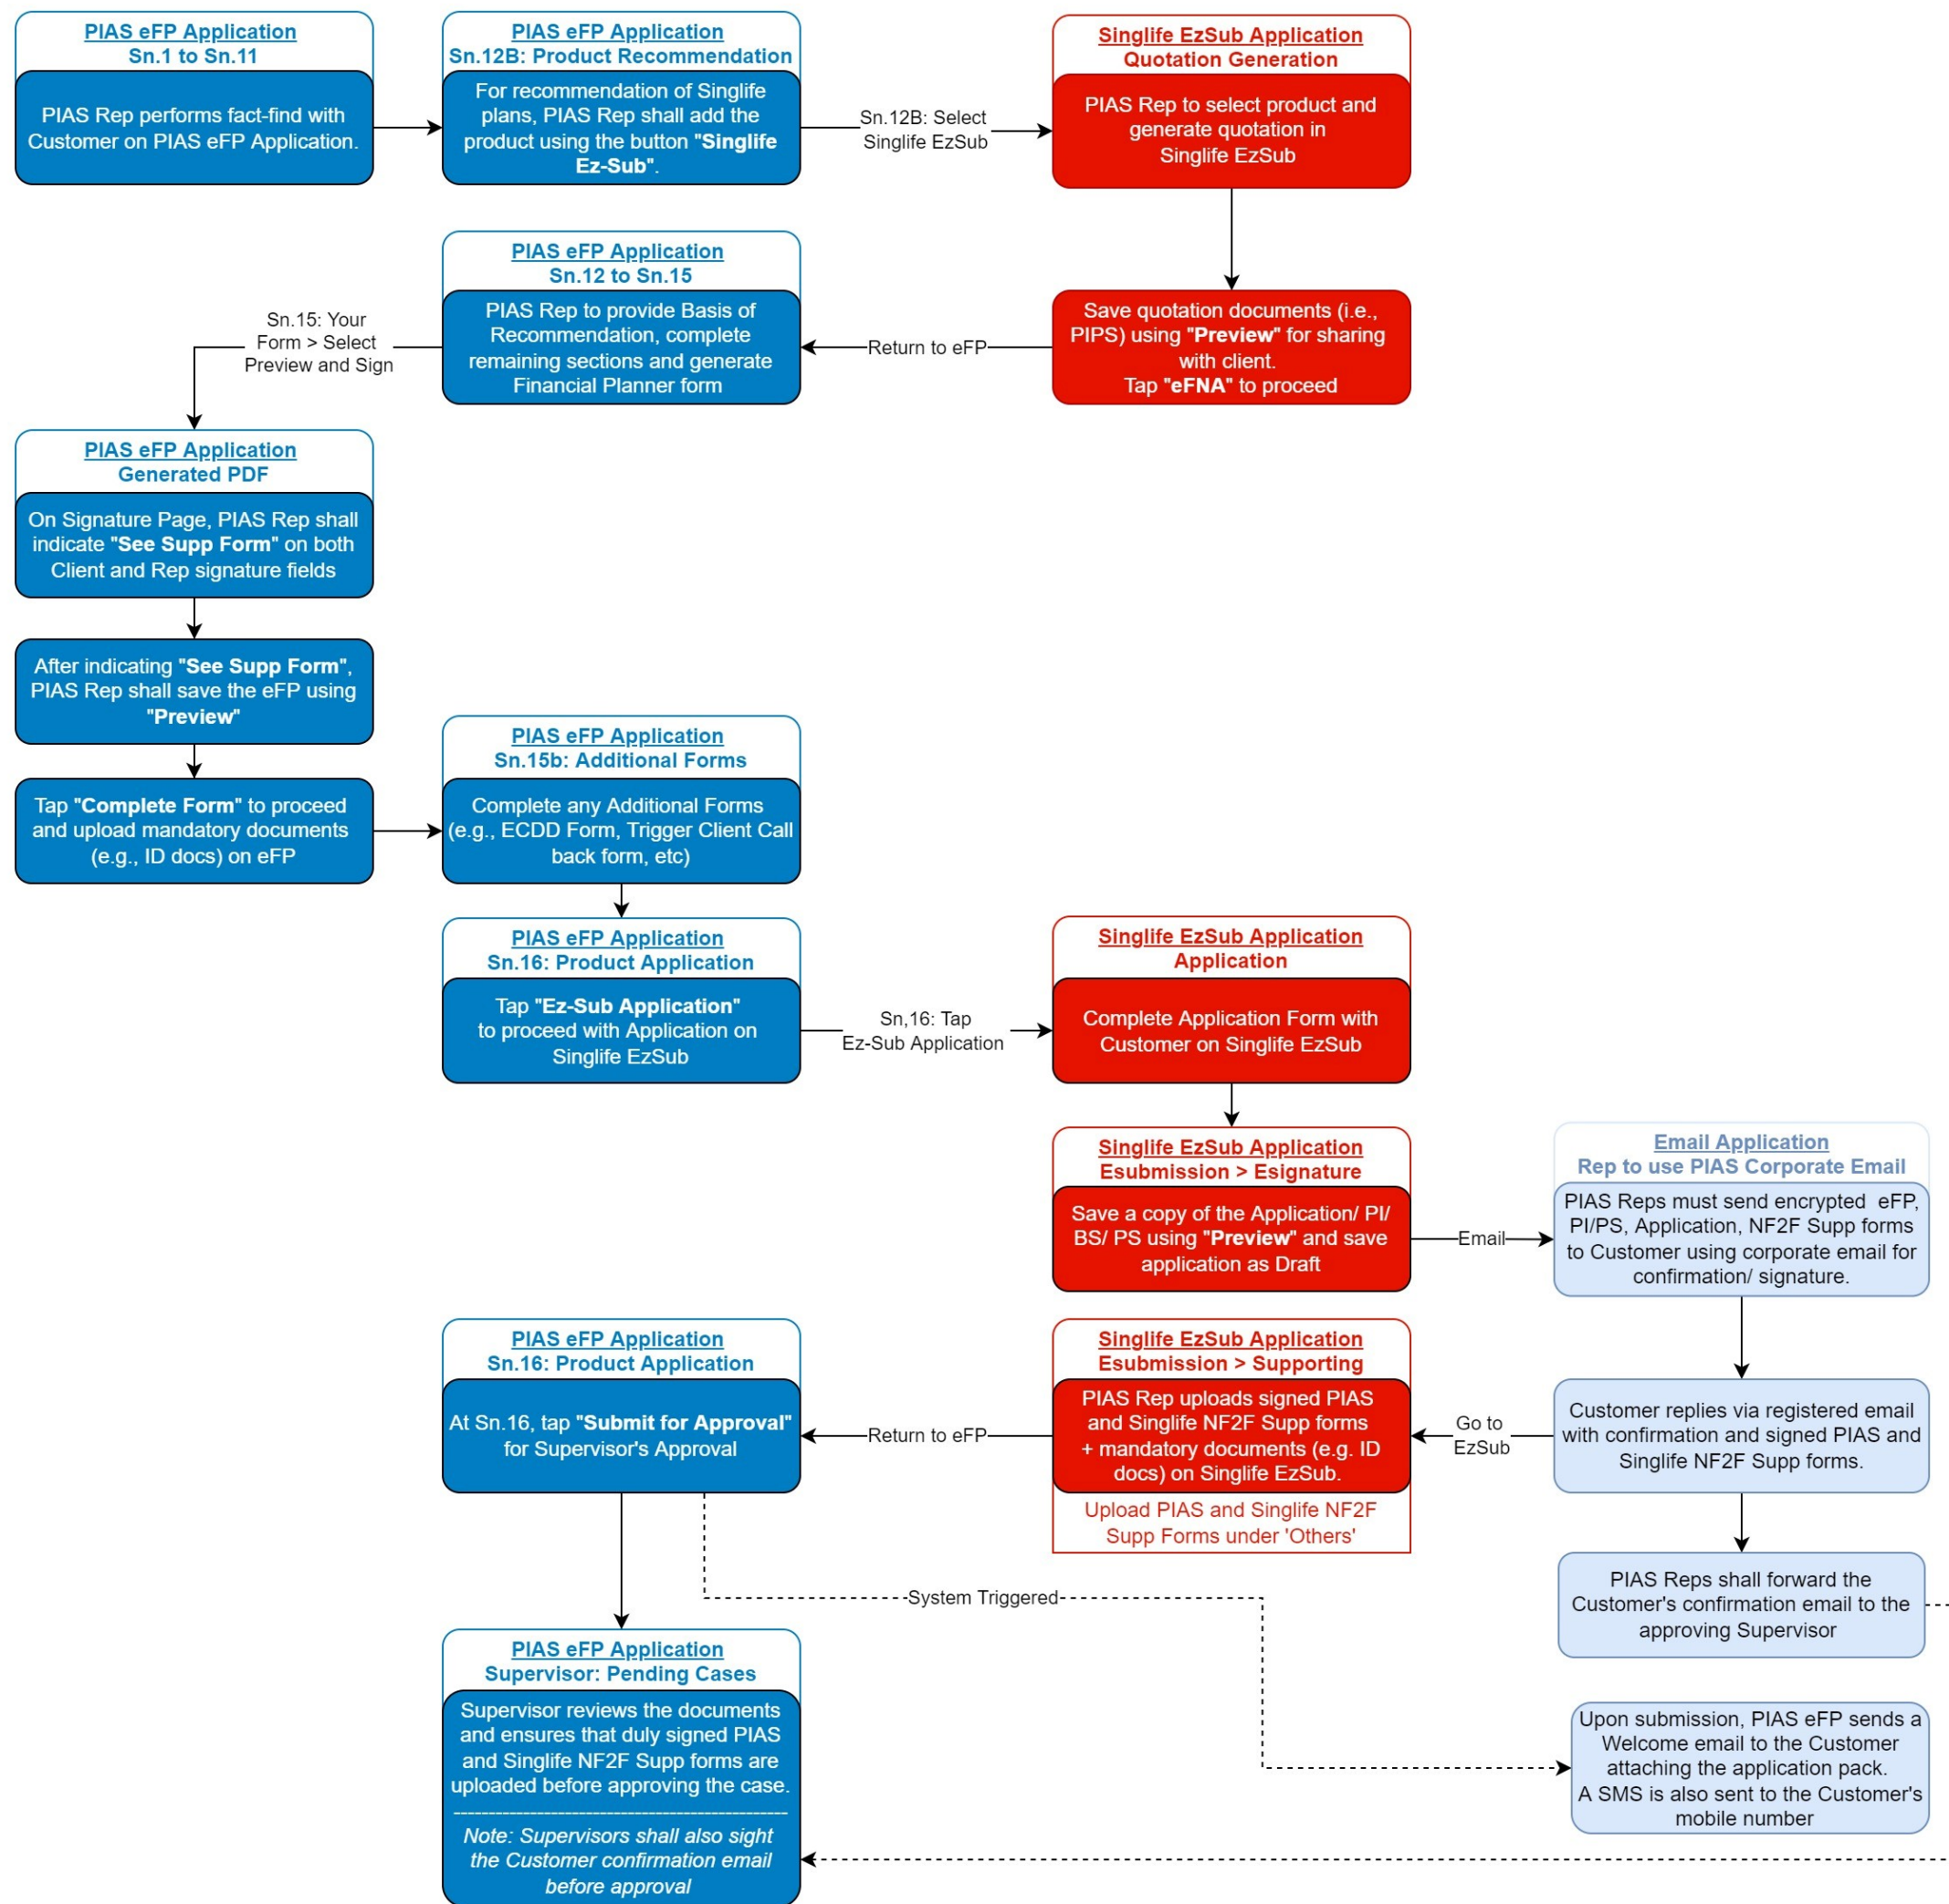 PIAS eFP Application
Sn.1 to Sn.11
PIAS Rep performs fact-find with
Customer on PIAS eFP Application.
PIAS eFP Application
Sn.12B: Product Recommendation
For recommendation of Singlife
plans, PIAS Rep shall add the
product using the button "Singlife
Ez-Sub".
Sn.12B: Select
Singlife EzSub
Singlife EzSub Application
Quotation Generation
PIAS Rep to select product and
generate quotation in
Singlife EzSub
Save quotation documents (i.e.,
PIPS) using "Preview" for sharing
with client.
Tap "eFNA" to proceed
Return to eFP
PIAS eFP Application
Sn.12 to Sn.15
PIAS Rep to provide Basis of
Recommendation, complete
remaining sections and generate
Financial Planner form
Sn.15: Your
Form > Select
Preview and Sign
PIAS eFP Application
Generated PDF
On Signature Page, PIAS Rep shall
indicate "See Supp Form" on both
Client and Rep signature fields
After indicating "See Supp Form",
PIAS Rep shall save the eFP using
"Preview"
Tap "Complete Form" to proceed
and upload mandatory documents
(e.g., ID docs) on eFP
PIAS eFP Application
Sn.15b: Additional Forms
Complete any Additional Forms
(e.g., ECDD Form, Trigger Client Call
back form, etc)
PIAS eFP Application
Sn.16: Product Application
Tap "Ez-Sub Application"
to proceed with Application on
Singlife EzSub
Sn,16: Tap
Ez-Sub Application
Singlife EzSub Application
Application
Complete Application Form with
Customer on Singlife EzSub
Singlife EzSub Application
Esubmission > Esignature
Save a copy of the Application/ PI/
BS/ PS using "Preview" and save
application as Draft
Email
Email Application
Rep to use PIAS Corporate Email
PIAS Reps must send encrypted eFP,
PI/PS, Application, NF2F Supp forms
to Customer using corporate email for
confirmation/ signature.
Customer replies via registered email
with confirmation and signed PIAS and
Singlife NF2F Supp forms.
Go to
EzSub
Singlife EzSub Application
Esubmission > Supporting
PIAS Rep uploads signed PIAS
and Singlife NF2F Supp forms
+ mandatory documents (e.g. ID
docs) on Singlife EzSub.
Upload PIAS and Singlife NF2F
Supp Forms under 'Others'
Return to eFP
PIAS eFP Application
Sn.16: Product Application
At Sn.16, tap "Submit for Approval"
for Supervisor's Approval
PIAS Reps shall forward the
Customer's confirmation email to the
approving Supervisor
System Triggered
Upon submission, PIAS eFP sends a
Welcome email to the Customer
attaching the application pack.
A SMS is also sent to the Customer's
mobile number
PIAS eFP Application
Supervisor: Pending Cases
Supervisor reviews the documents
and ensures that duly signed PIAS
and Singlife NF2F Supp forms are
uploaded before approving the case.
------------------------------------------------
Note: Supervisors shall also sight
the Customer confirmation email
before approval